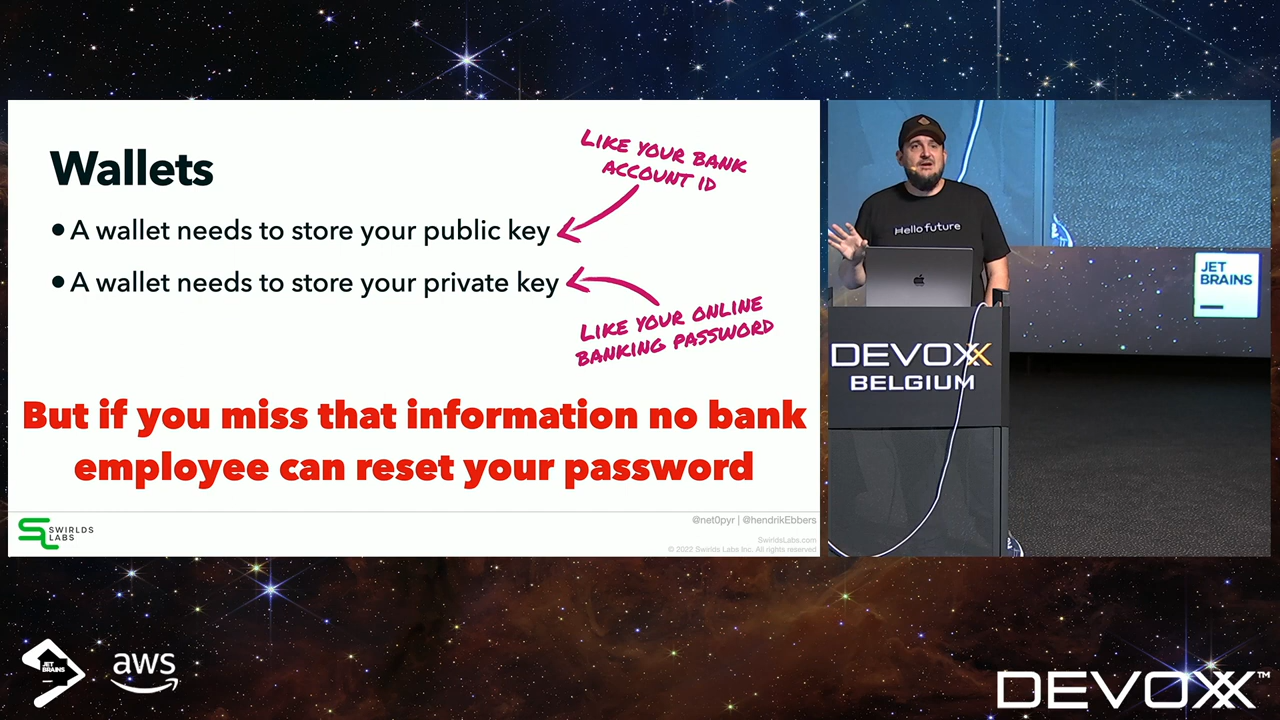 Wallets
LIKE YOUR BANK
ACCOUNT ID
• A wallet needs to store your public key
• A wallet needs to store your private key
LIKE YOUR ONLINE
BANKING PASSWORD
But if you miss that information no bank
employee can reset your password
SWIRLDS
LABS
@net0pyr | @hendrikEbbers
SwirldsLabs.com
© 2022 Swirlds Labs Inc. All rights reserved
Hello future
JET
BRAINS
DEVOXX
BELGIUM
JET
BRAINS
aws
DEVOXX™